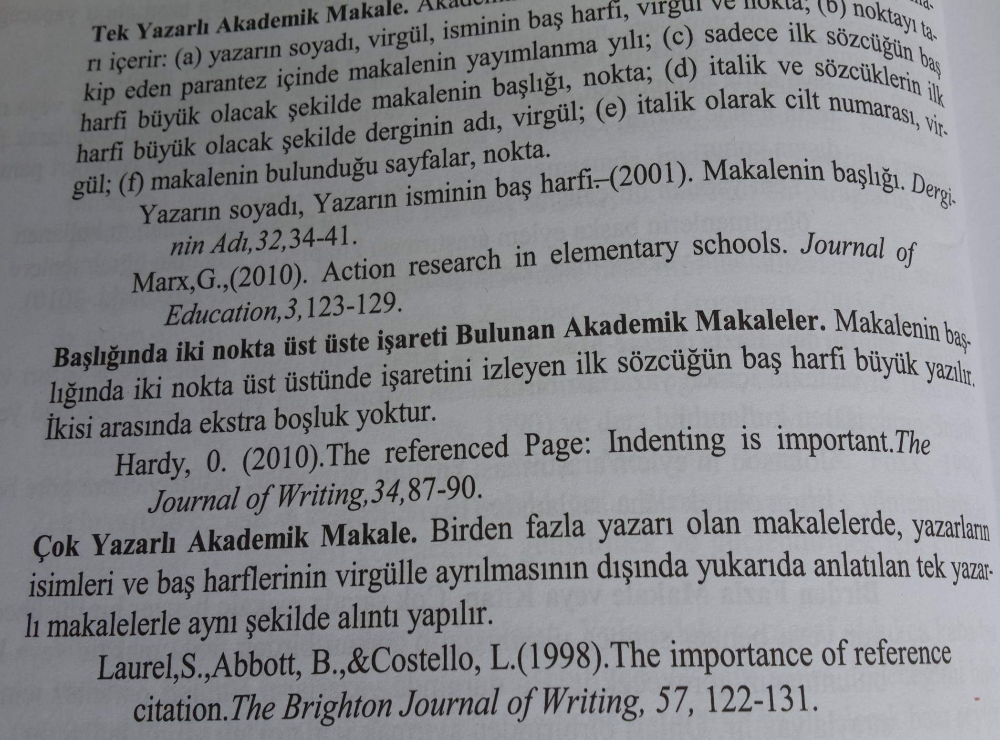 Tek Yazarlı Akademik Makale.
rı içerir: (a) yazarın soyadı, virgül, isminin baş harfi, virgül ve nokta; (b) noktayı ta-
kip eden parantez içinde makalenin yayımlanma yılı; (c) sadece ilk sözcüğün baş
harfi büyük olacak şekilde makalenin başlığı, nokta; (d) italik ve sözcüklerin ilk
harfi büyük olacak şekilde derginin adı, virgül; (e) italik olarak cilt numarası, vir-
gül; (f) makalenin bulunduğu sayfalar, nokta.
Yazarın soyadı, Yazarın isminin baş harfi.–(2001). Makalenin başlığı. Dergi-
nin Adı,32,34-41.
Marx,G.,(2010). Action research in elementary schools. Journal of
Education,3,123-129.
Başlığında iki nokta üst üste işareti Bulunan Akademik Makaleler. Makalenin baş-
lığında iki nokta üst üstünde işaretini izleyen ilk sözcüğün baş harfi büyük yazılır.
İkisi arasında ekstra boşluk yoktur.
Hardy, 0. (2010).The referenced Page: Indenting is important.The
Journal of Writing,34,87-90.
Çok Yazarlı Akademik Makale. Birden fazla yazarı olan makalelerde, yazarların
isimleri ve baş harflerinin virgülle ayrılmasının dışında yukarıda anlatılan tek yazar-
lı makalelerle aynı şekilde alıntı yapılır.
Laurel,S.,Abbott, B.,&Costello, L.(1998).The importance of reference
citation.The Brighton Journal of Writing, 57, 122-131.